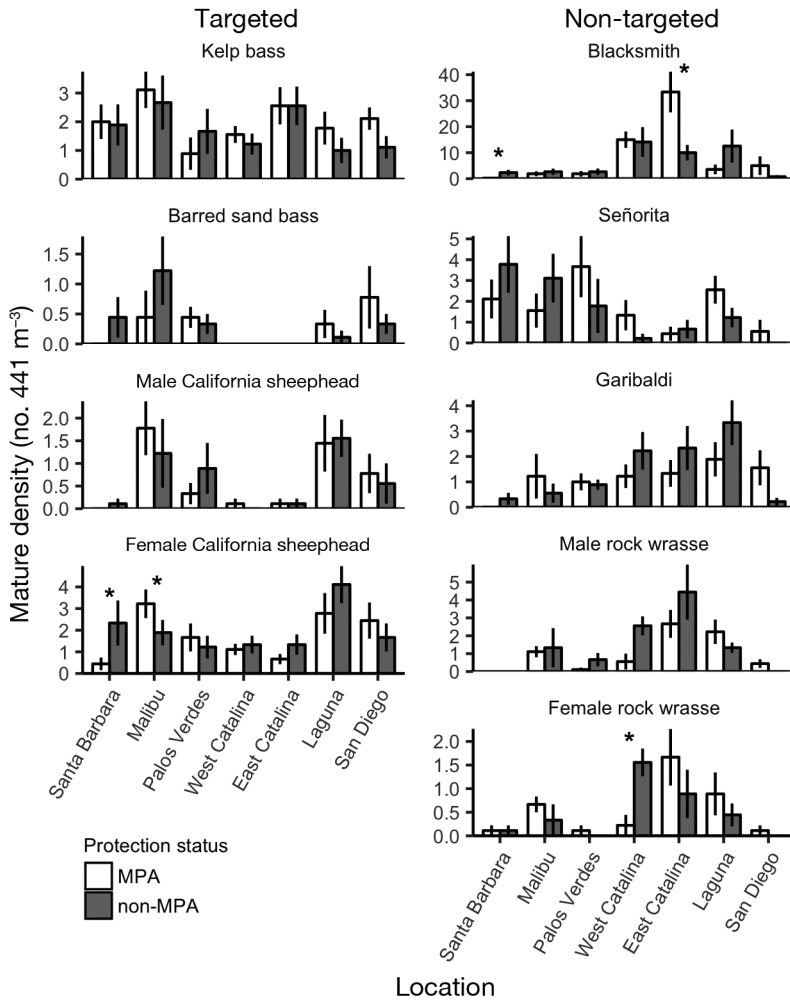 Targeted
Non-targeted
Mature density (no. 441 m⁻³)
Kelp bass
3
2
1
0
Barred sand bass
1.5
1.0
0.5
0.0
Male California sheephead
2.0
1.5
1.0
0.5
0.0
Female California sheephead
* *
4
3
2
1
0
Santa Barbara
Malibu
Palos Verdes
West Catalina
East Catalina
Laguna
San Diego
Blacksmith
* *
40
30
20
10
0
Señorita
5
4
3
2
1
0
Garibaldi
4
3
2
1
0
Male rock wrasse
5
4
3
2
1
0
Female rock wrasse
*
2.0
1.5
1.0
0.5
0.0
Santa Barbara
Malibu
Palos Verdes
West Catalina
East Catalina
Laguna
San Diego
Protection status
MPA
non-MPA
Location